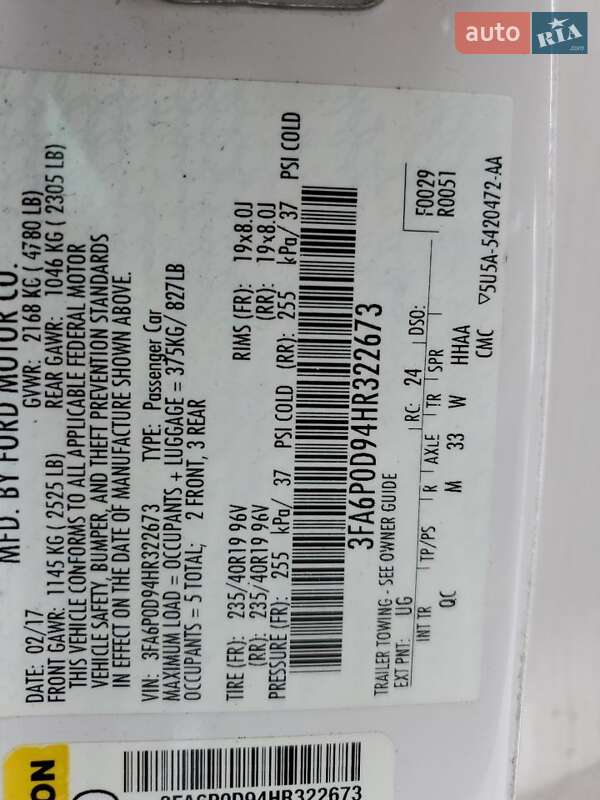 auto RIA .com
MFD. BY FORD MOTOR CO.
DATE: 02/17 GVWR: 2168 KG ( 4780 LB)
FRONT GAWR: 1145 KG ( 2525 LB) REAR GAWR: 1046 KG ( 2305 LB)
THIS VEHICLE CONFORMS TO ALL APPLICABLE FEDERAL MOTOR
VEHICLE SAFETY, BUMPER, AND THEFT PREVENTION STANDARDS
IN EFFECT ON THE DATE OF MANUFACTURE SHOWN ABOVE.
VIN: 3FA6P0D94HR322673 TYPE: Passenger Car
MAXIMUM LOAD = OCCUPANTS + LUGGAGE = 375KG/ 827LB
OCCUPANTS = 5 TOTAL; 2 FRONT, 3 REAR
TIRE (FR): 235/40R19 96V RIMS (FR): 19x8.0J
(RR): 235/40R19 96V (RR): 19x8.0J
PRESSURE (FR): 255 kPa/ 37 PSI COLD (RR): 255 kPa/ 37 PSI COLD
3FA6P0D94HR322673
TRAILER TOWING - SEE OWNER GUIDE
F0029
EXT PNT: UG RC: 24 DSO: R0051
INT TR TP/PS R AXLE TR SPR
QC M 33 W HHAA
CMC ▽5U5A-5420472-AA
ON
3FA6P0D94HR322673